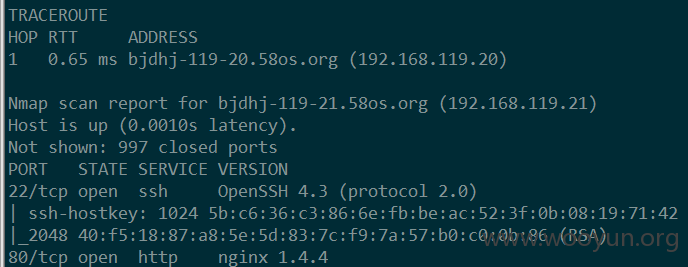 TRACEROUTE
HOP RTT     ADDRESS
1   0.65 ms bjdhj-119-20.58os.org (192.168.119.20)
Nmap scan report for bjdhj-119-21.58os.org (192.168.119.21)
Host is up (0.0010s latency).
Not shown: 997 closed ports
PORT   STATE SERVICE VERSION
22/tcp open  ssh     OpenSSH 4.3 (protocol 2.0)
| ssh-hostkey: 1024 5b:c6:36:c3:86:6e:fb:be:ac:52:3f:0b:08:19:71:42
|_2048 40:f5:18:87:a8:5e:5d:83:7c:f9:7a:57:b0:c0:0b:86 (RSA)
80/tcp open  http    nginx 1.4.4
www.wooyun.org